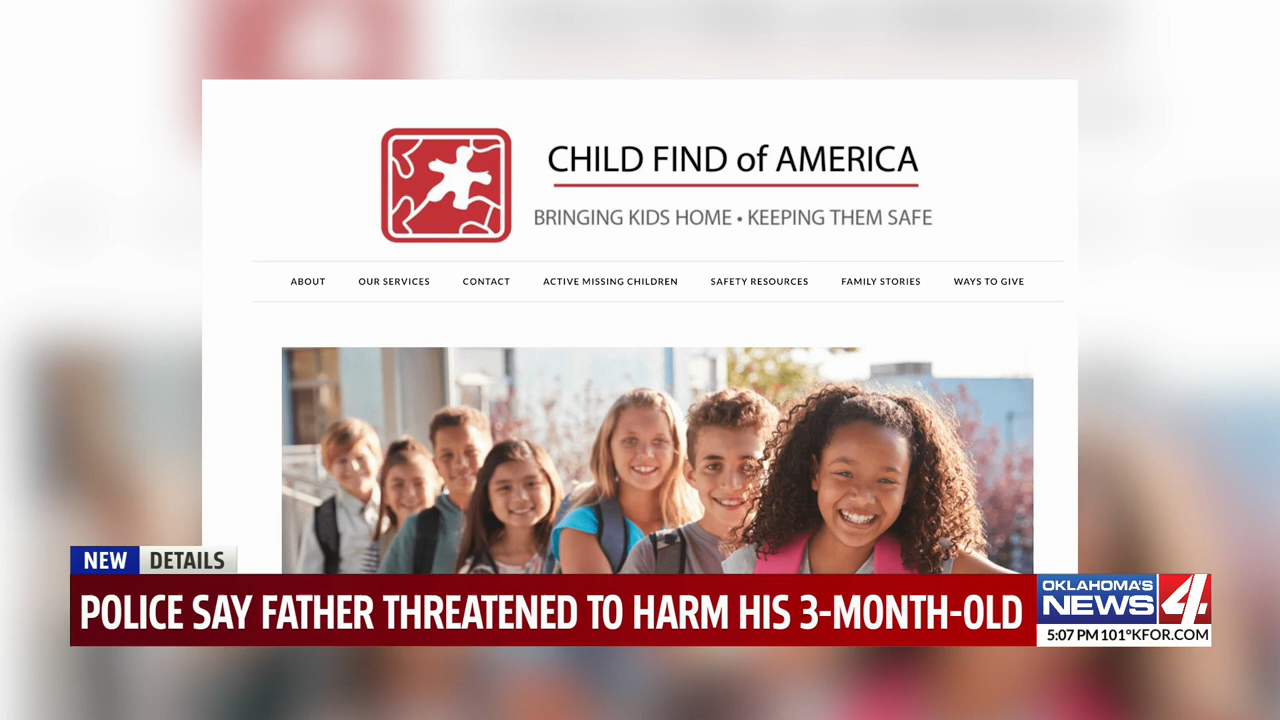 CHILD FIND of AMERICA
BRINGING KIDS HOME • KEEPING THEM SAFE
ABOUT OUR SERVICES CONTACT ACTIVE MISSING CHILDREN SAFETY RESOURCES FAMILY STORIES WAYS TO GIVE
NEW DETAILS
POLICE SAY FATHER THREATENED TO HARM HIS 3-MONTH-OLD
OKLAHOMA'S
NEWS 4
5:07 PM 101° KFOR.COM